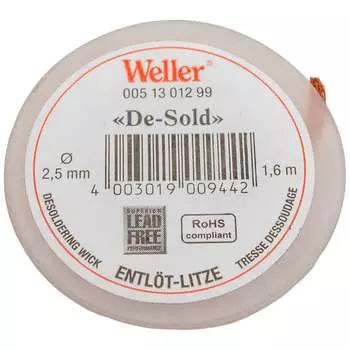 Weller®
005 13 012 99
«De-Sold»
Ø
2,5 mm
1,6 m
4 003019 009442
SUPERIOR
LEAD
FREE
PERFORMANCE
RoHS
compliant
DESOLDERING WICK
ENTLÖT-LITZE
TRESSE DESSOUDAGE